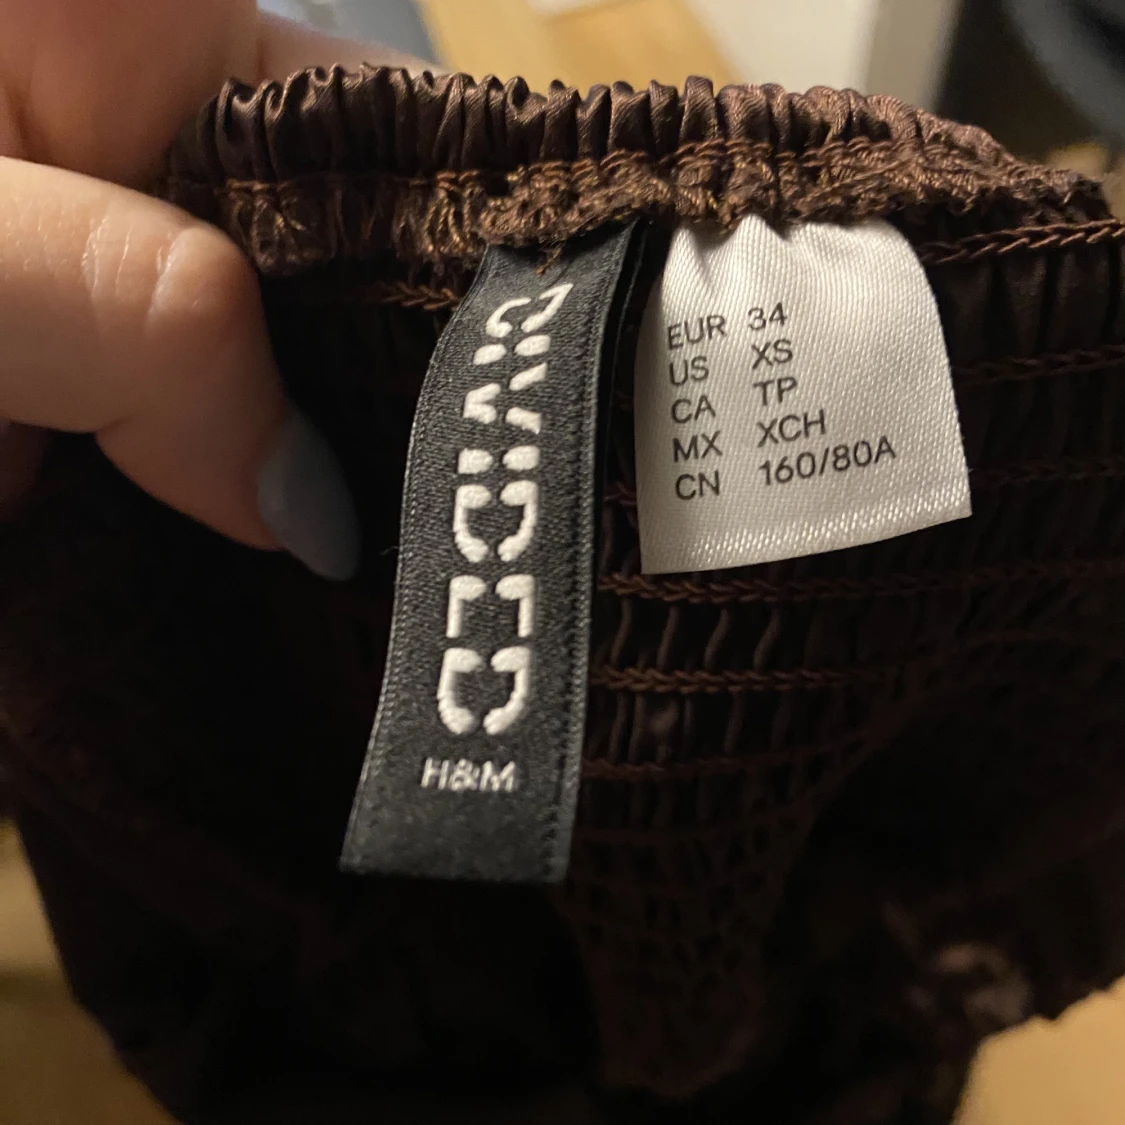 DIVIDED
H&M
EUR 34
US XS
CA TP
MX XCH
CN 160/80A